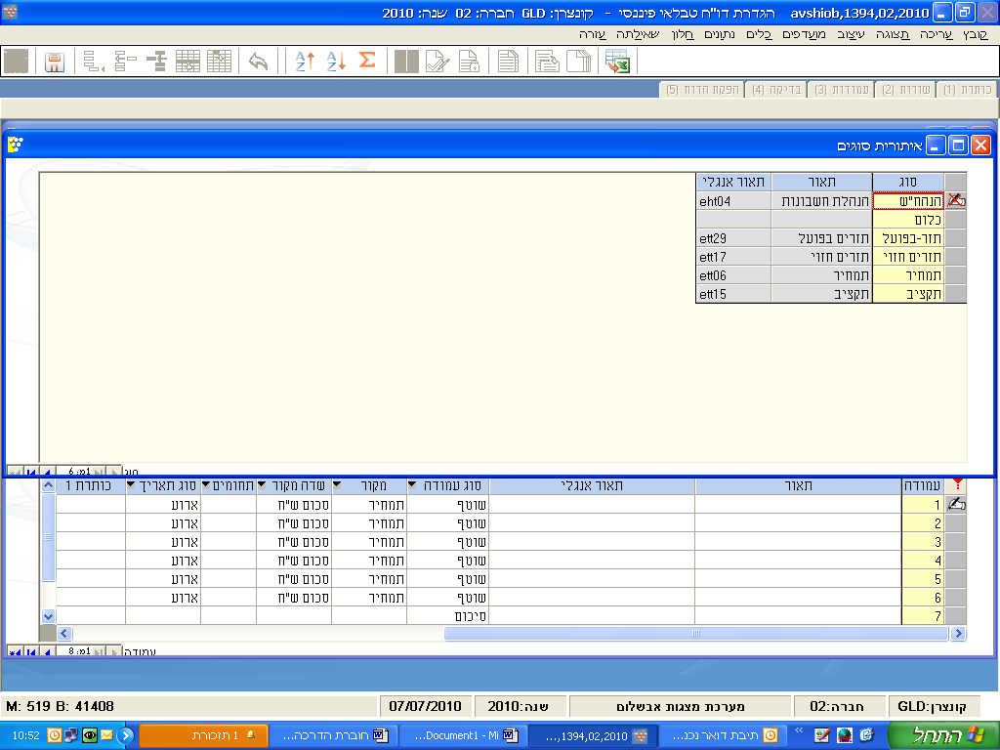 avshiob,1394,02,2010 הגדרת דו"ח טבלאי פיננסי - קונצרן: GLD חברה: 02 שנה: 2010
קובץ עריכה תצוגה עיצוב מועדפים כלים נתונים חלון שאילתה עזרה
כותרת (1) שורות (2) עמודות (3) בדיקה (4) הפקת הדוח (5)
איתורית סוגים
סוג תאור תאור אנגלי
הנהח"ש הנהלת חשבונות eht04
כלום
תזר-בפועל תזרים בפועל ett29
תזרים חזוי תזרים חזוי ett17
תמחיר תמחיר ett06
תקציב תקציב ett15
סוג 1מ: 6
עמודה תאור תאור אנגלי סוג עמודה מקור שדה מקור תחומים סוג תאריך כותרת 1
1 שוטף תמחיר סכום ש"ח ארוע
2 שוטף תמחיר סכום ש"ח ארוע
3 שוטף תמחיר סכום ש"ח ארוע
4 שוטף תמחיר סכום ש"ח ארוע
5 שוטף תמחיר סכום ש"ח ארוע
6 שוטף תמחיר סכום ש"ח ארוע
7 סיכום
עמודה 1מ: 8
קונצרן:GLD חברה:02 מערכת מצגות אבשלום שנה:2010 07/07/2010 M: 519 B: 41408
התחל תיבת דואר נכנ... 1394,02,2010,... Document1 - Mi... חוברת הדרכה... 1 תזכורת 10:52